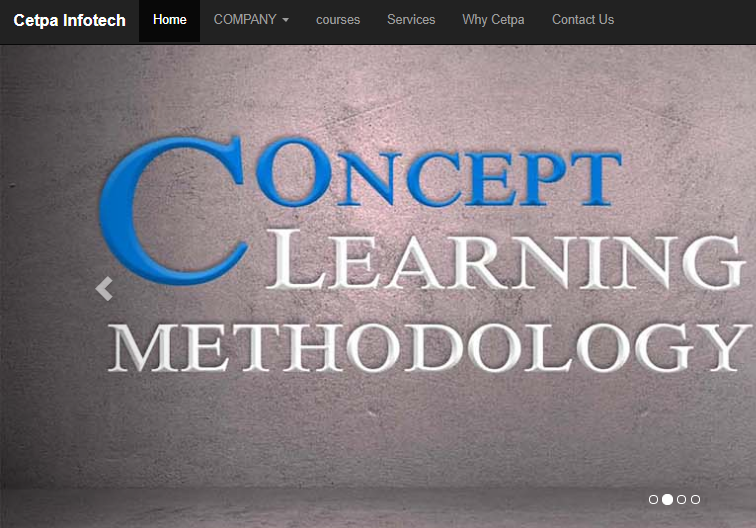 Cetpa Infotech Home COMPANY courses Services Why Cetpa Contact Us
CONCEPT
LEARNING
METHODOLOGY